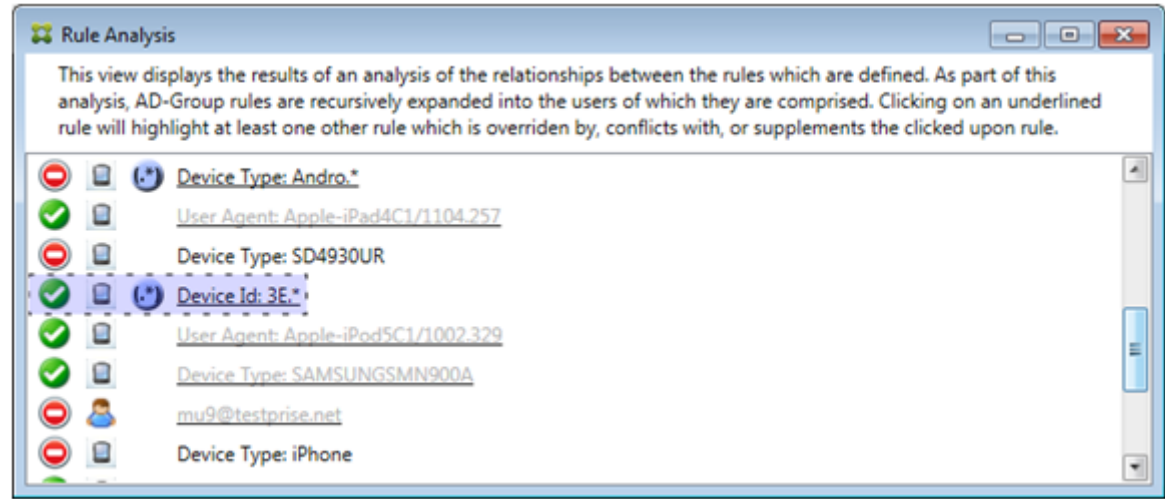 Rule Analysis
This view displays the results of an analysis of the relationships between the rules which are defined. As part of this
analysis, AD-Group rules are recursively expanded into the users of which they are comprised. Clicking on an underlined
rule will highlight at least one other rule which is overriden by, conflicts with, or supplements the clicked upon rule.
(.*) Device Type: Andro.*
User Agent: Apple-iPad4C1/1104.257
Device Type: SD4930UR
(.*) Device Id: 3E.*
User Agent: Apple-iPod5C1/1002.329
Device Type: SAMSUNGSMN900A
mu9@testprise.net
Device Type: iPhone